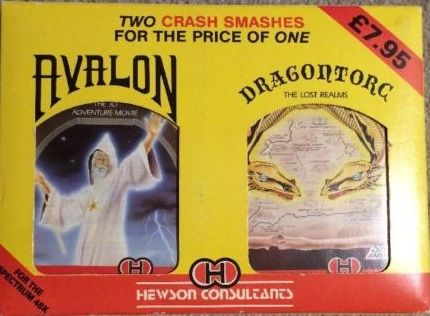 TWO CRASH SMASHES
FOR THE PRICE OF ONE
£7.95
AVALON
THE 3D
ADVENTURE MOVIE
DRAGONTORC
THE LOST REALMS
FOR THE
SPECTRUM 48K
HEWSON CONSULTANTS